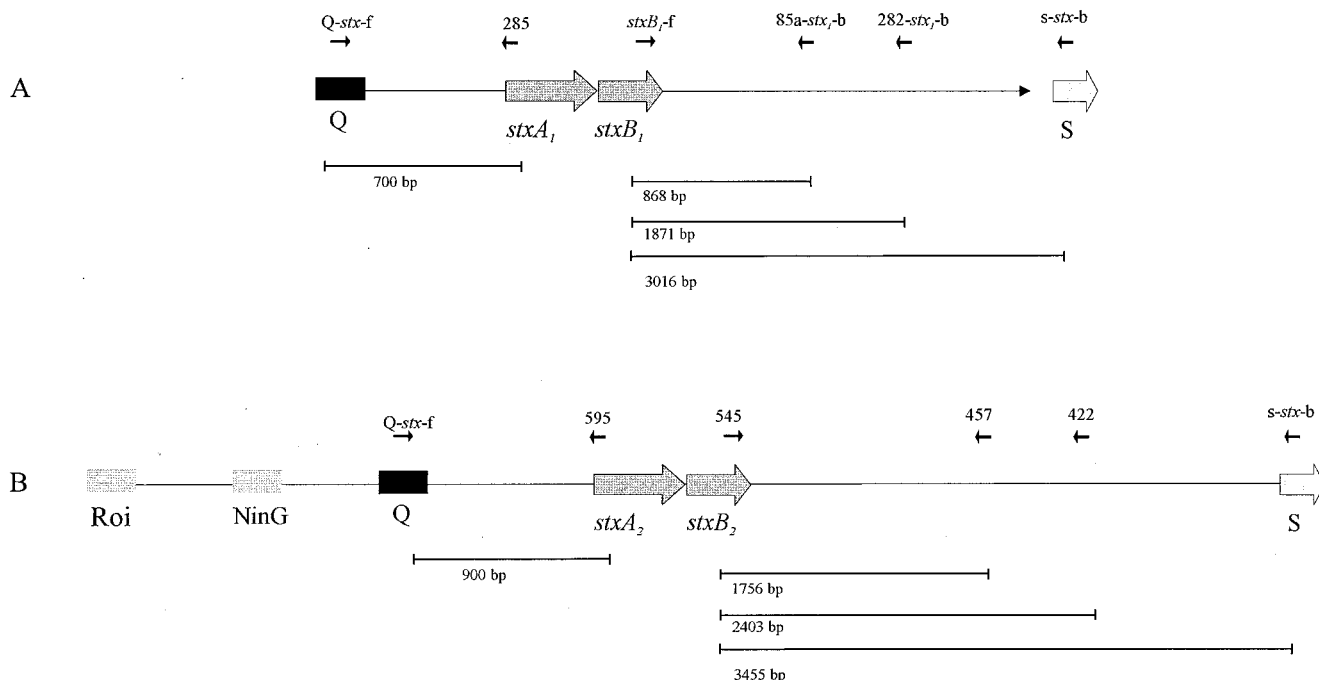 Q-stx-f 285 stxB₁-f 85a-stx₁-b 282-stx₁-b s-stx-b
A
Q stxA₁ stxB₁ S
700 bp
868 bp
1871 bp
3016 bp
Q-stx-f 595 545 457 422 s-stx-b
B
Roi NinG Q stxA₂ stxB₂ S
900 bp
1756 bp
2403 bp
3455 bp